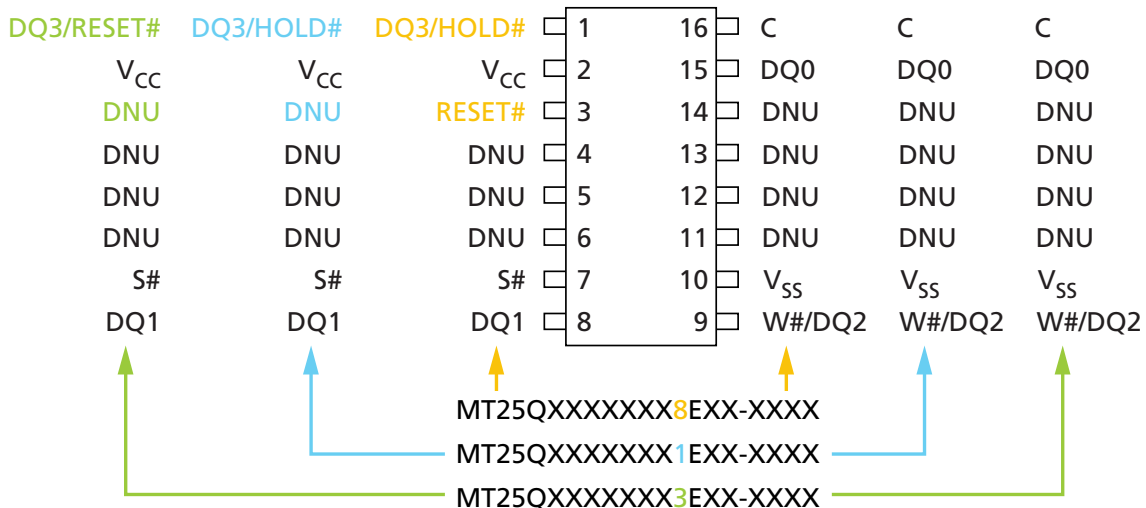 DQ3/RESET# DQ3/HOLD# DQ3/HOLD# 1 16 C C C
VCC VCC VCC 2 15 DQ0 DQ0 DQ0
DNU DNU RESET# 3 14 DNU DNU DNU
DNU DNU DNU 4 13 DNU DNU DNU
DNU DNU DNU 5 12 DNU DNU DNU
DNU DNU DNU 6 11 DNU DNU DNU
S# S# S# 7 10 VSS VSS VSS
DQ1 DQ1 DQ1 8 9 W#/DQ2 W#/DQ2 W#/DQ2
MT25QXXXXXXX8EXX-XXXX
MT25QXXXXXXX1EXX-XXXX
MT25QXXXXXXX3EXX-XXXX